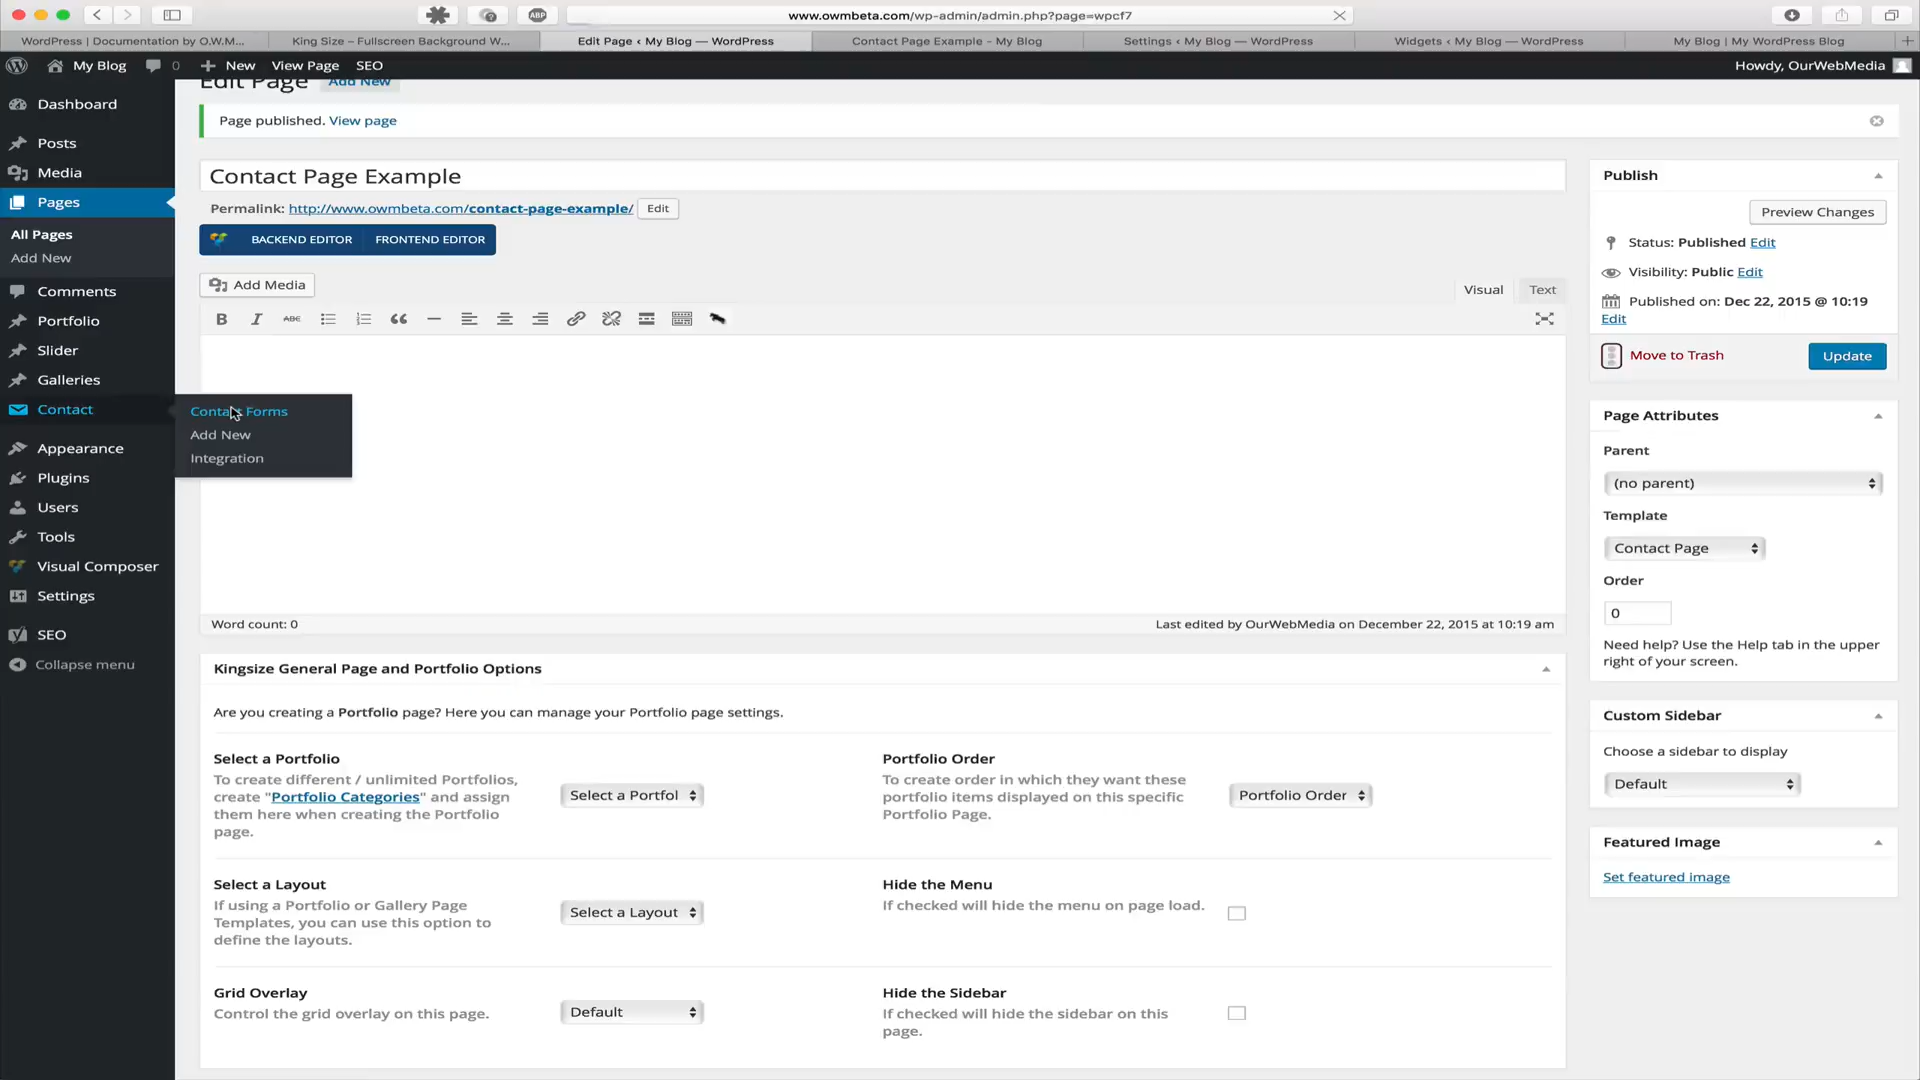 www.owmbeta.com/wp-admin/admin.php?page=wpcf7
ABP
WordPress | Documentation by O.W.M...
King Size – Fullscreen Background W...
Edit Page ‹ My Blog — WordPress
Contact Page Example – My Blog
Settings ‹ My Blog — WordPress
Widgets ‹ My Blog — WordPress
My Blog | My WordPress Blog
My Blog 0 New View Page SEO
Howdy, OurWebMedia
Dashboard
Posts
Media
Pages
All Pages
Add New
Comments
Portfolio
Slider
Galleries
Contact
Contact Forms
Add New
Integration
Appearance
Plugins
Users
Tools
Visual Composer
Settings
SEO
Collapse menu
Edit Page Add New
Page published. View page
Contact Page Example
Permalink: http://www.owmbeta.com/contact-page-example/ Edit
BACKEND EDITOR FRONTEND EDITOR
Add Media
Visual Text
B I ABC
Word count: 0
Last edited by OurWebMedia on December 22, 2015 at 10:19 am
Kingsize General Page and Portfolio Options
Are you creating a Portfolio page? Here you can manage your Portfolio page settings.
Select a Portfolio
To create different / unlimited Portfolios,
create "Portfolio Categories" and assign
them here when creating the Portfolio
page.
Select a Portfol
Portfolio Order
To create order in which they want these
portfolio items displayed on this specific
Portfolio Page.
Portfolio Order
Select a Layout
If using a Portfolio or Gallery Page
Templates, you can use this option to
define the layouts.
Select a Layout
Hide the Menu
If checked will hide the menu on page load.
Grid Overlay
Control the grid overlay on this page.
Default
Hide the Sidebar
If checked will hide the sidebar on this
page.
Publish
Preview Changes
Status: Published Edit
Visibility: Public Edit
Published on: Dec 22, 2015 @ 10:19
Edit
Move to Trash
Update
Page Attributes
Parent
(no parent)
Template
Contact Page
Order
0
Need help? Use the Help tab in the upper
right of your screen.
Custom Sidebar
Choose a sidebar to display
Default
Featured Image
Set featured image